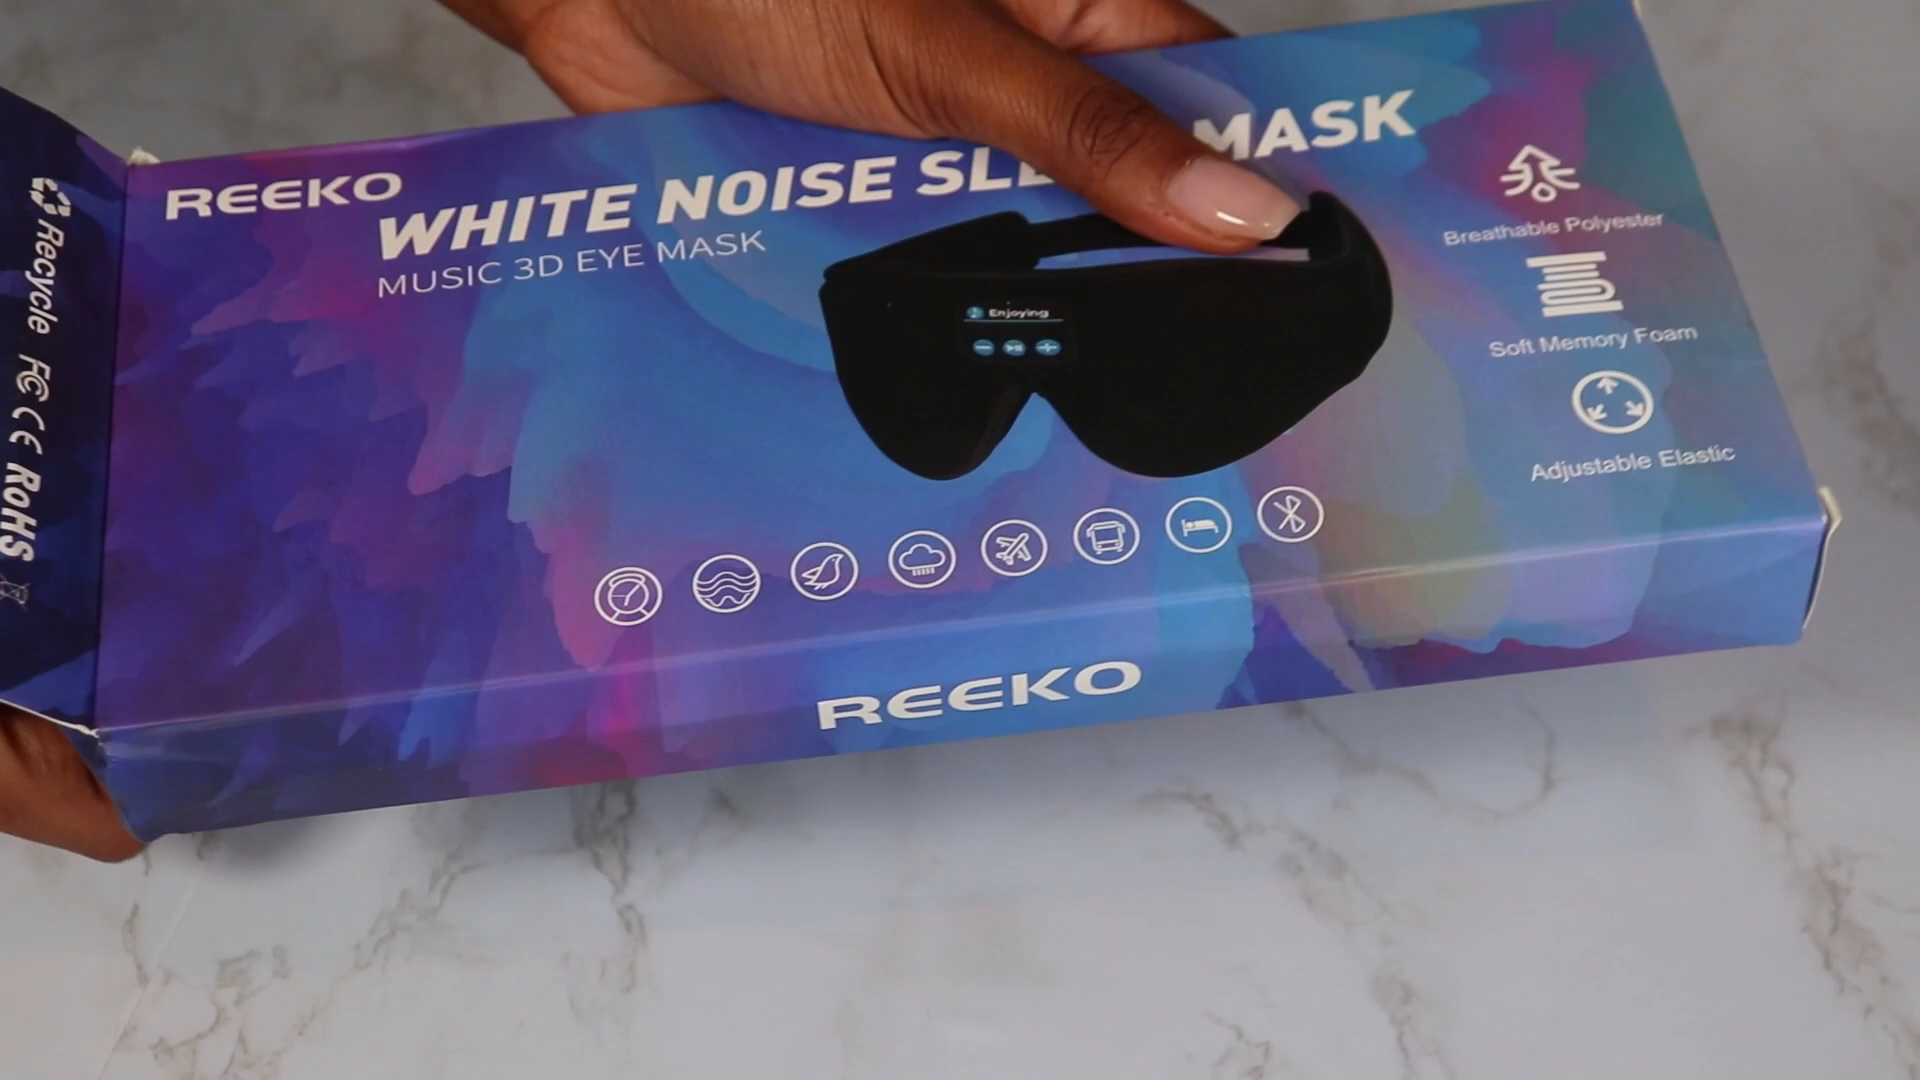 REEKO
WHITE NOISE SLE MASK
MUSIC 3D EYE MASK
Enjoying
Breathable Polyester
Soft Memory Foam
Adjustable Elastic
REEKO
Recycle FC CE RoHS